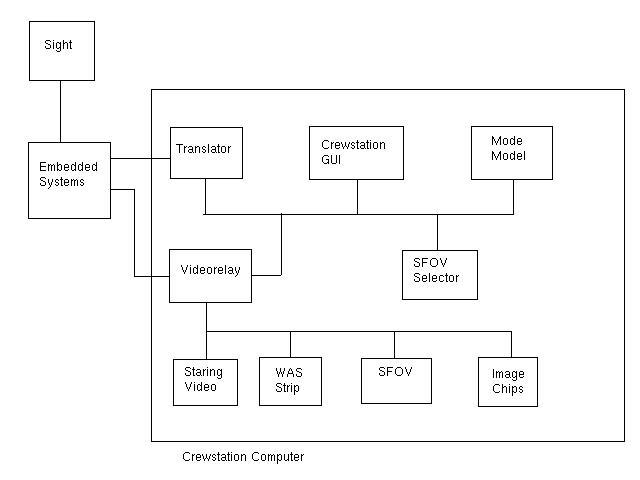 Sight
Embedded
Systems
Translator
Crewstation
GUI
Mode
Model
Videorelay
SFOV
Selector
Staring
Video
WAS
Strip
SFOV
Image
Chips
Crewstation Computer